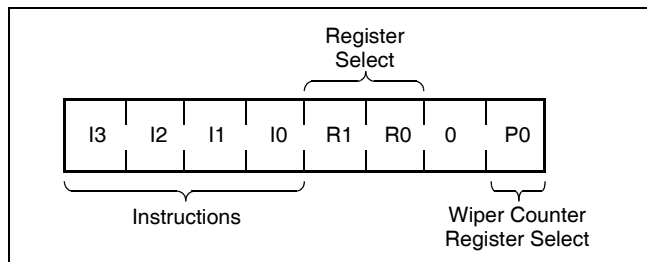 Register
Select
I3 I2 I1 I0 R1 R0 0 P0
Instructions
Wiper Counter
Register Select